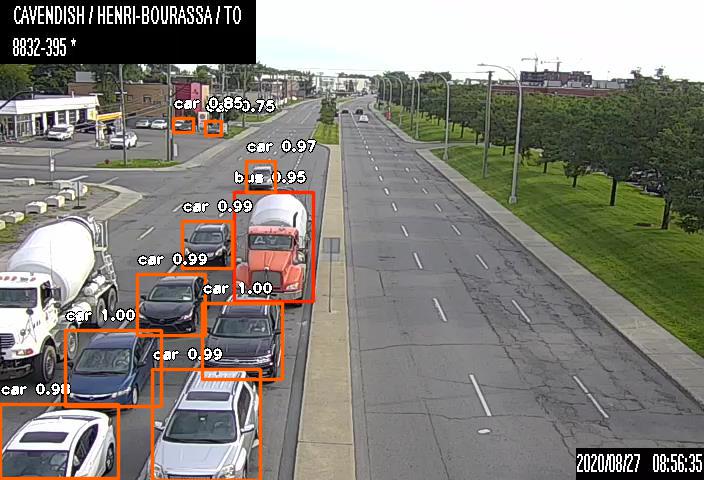 CAVENDISH / HENRI-BOURASSA / TO
8832-395 *
car 0.85
0.75
car 0.97
bus 0.95
car 0.99
car 0.99
car 1.00
car 1.00
car 0.99
car 0.98
2020/08/27 08:56:35